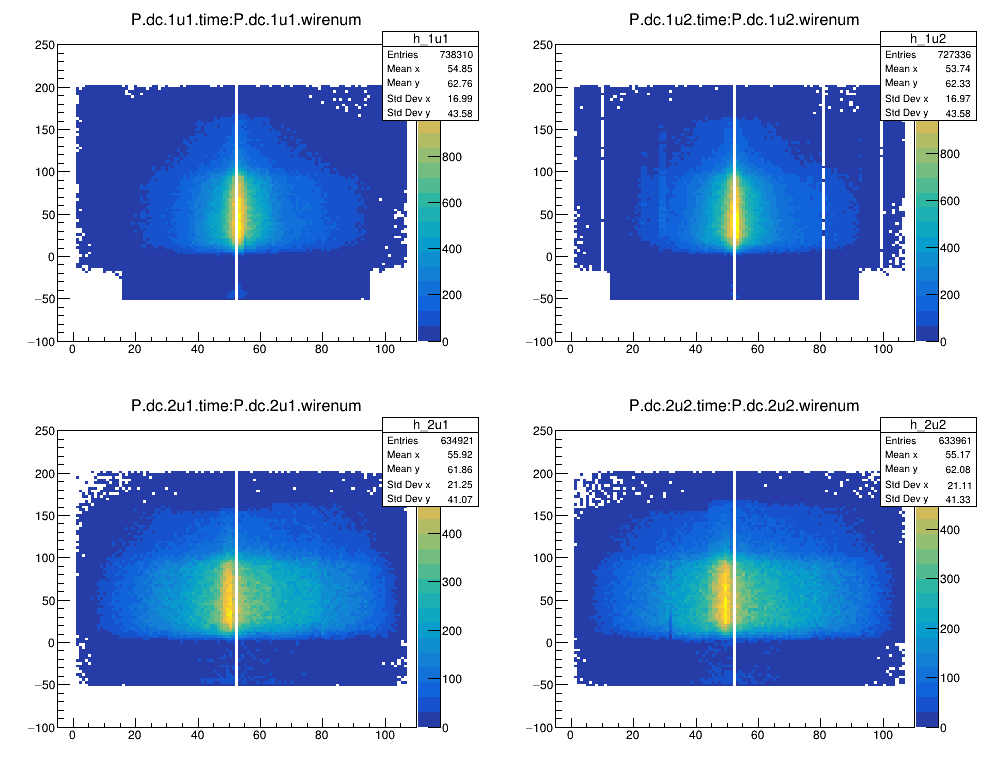 P.dc.1u1.time:P.dc.1u1.wirenum
h_1u1
Entries 738310
Mean x 54.85
Mean y 62.76
Std Dev x 16.99
Std Dev y 43.58
250
200
150
100
50
0
−50
−100
0 20 40 60 80 100
800
600
400
200
0
P.dc.1u2.time:P.dc.1u2.wirenum
h_1u2
Entries 727336
Mean x 53.74
Mean y 62.33
Std Dev x 16.97
Std Dev y 43.58
250
200
150
100
50
0
−50
−100
0 20 40 60 80 100
800
600
400
200
0
P.dc.2u1.time:P.dc.2u1.wirenum
h_2u1
Entries 634921
Mean x 55.92
Mean y 61.86
Std Dev x 21.25
Std Dev y 41.07
250
200
150
100
50
0
−50
−100
0 20 40 60 80 100
400
300
200
100
0
P.dc.2u2.time:P.dc.2u2.wirenum
h_2u2
Entries 633961
Mean x 55.17
Mean y 62.08
Std Dev x 21.11
Std Dev y 41.33
250
200
150
100
50
0
−50
−100
0 20 40 60 80 100
400
300
200
100
0